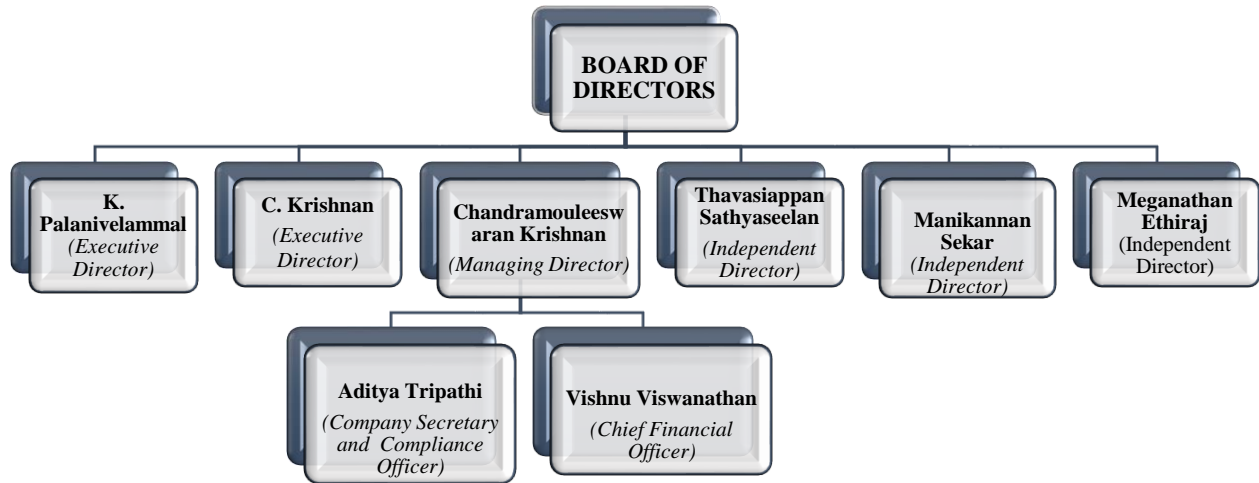 BOARD OF
DIRECTORS
K.
Palanivelammal
(Executive
Director)
C. Krishnan
(Executive
Director)
Chandramouleesw
aran Krishnan
(Managing Director)
Thavasiappan
Sathyaseelan
(Independent
Director)
Manikannan
Sekar
(Independent
Director)
Meganathan
Ethiraj
(Independent
Director)
Aditya Tripathi
(Company Secretary
and Compliance
Officer)
Vishnu Viswanathan
(Chief Financial
Officer)